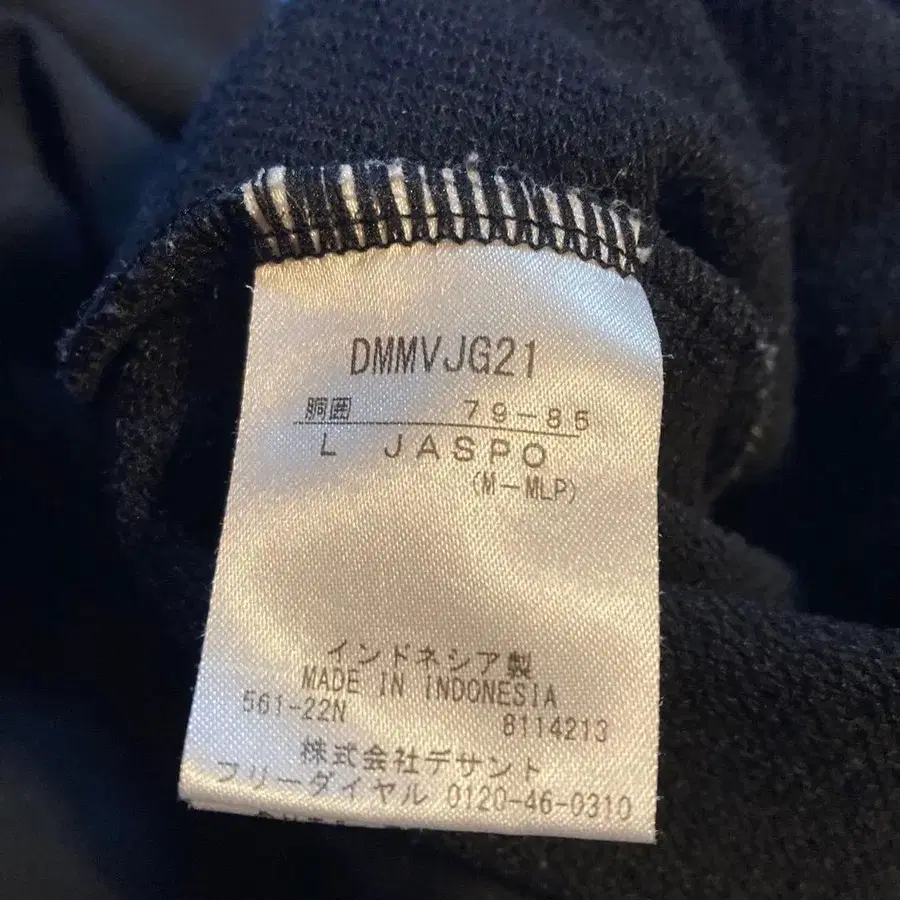 DMMVJG21
胴囲 79-85
L JASPO
(M-MLP)
インドネシア製
MADE IN INDONESIA
561-22N 8114213
株式会社デサント
フリーダイヤル 0120-46-0310